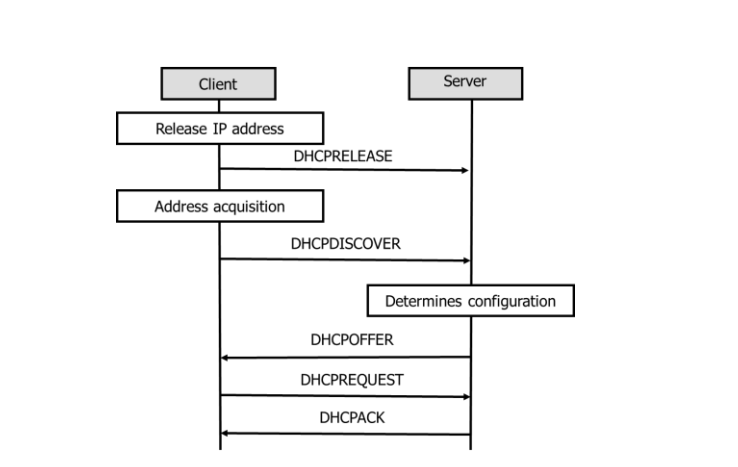 Client
Server
Release IP address
DHCPRELEASE
Address acquisition
DHCPDISCOVER
Determines configuration
DHCPOFFER
DHCPREQUEST
DHCPACK